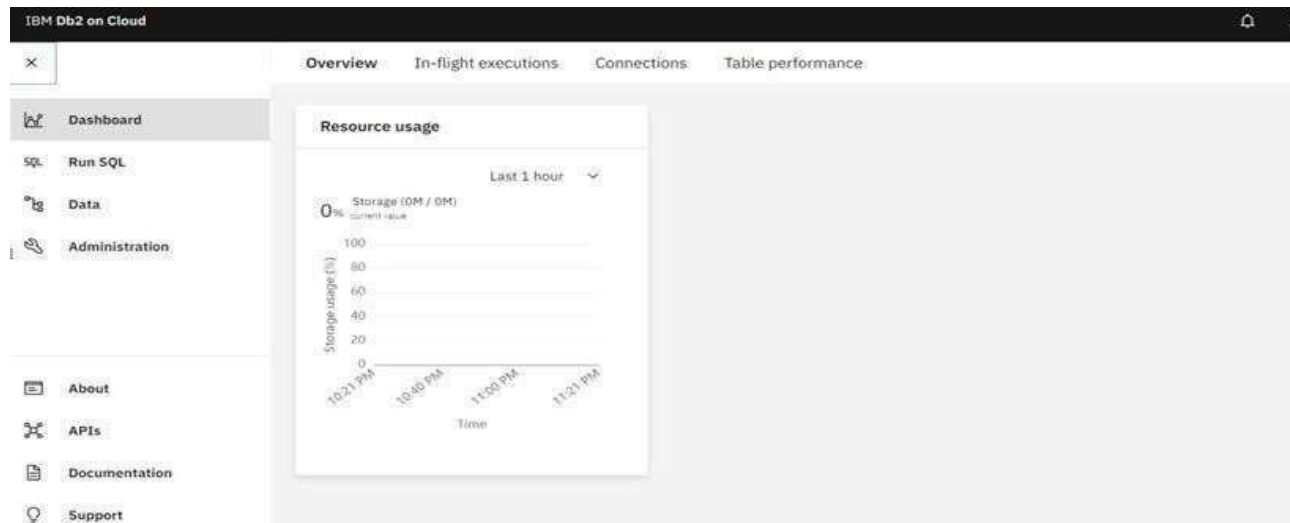 IBM Db2 on Cloud
Overview In-flight executions Connections Table performance
Dashboard
SQL Run SQL
Data
Administration
About
APIs
Documentation
Support
Resource usage
Last 1 hour
0% Storage (0M / 0M)
current value
Storage usage (%)
100
80
60
40
20
0
10:21 PM 10:40 PM 11:00 PM 11:21 PM
Time